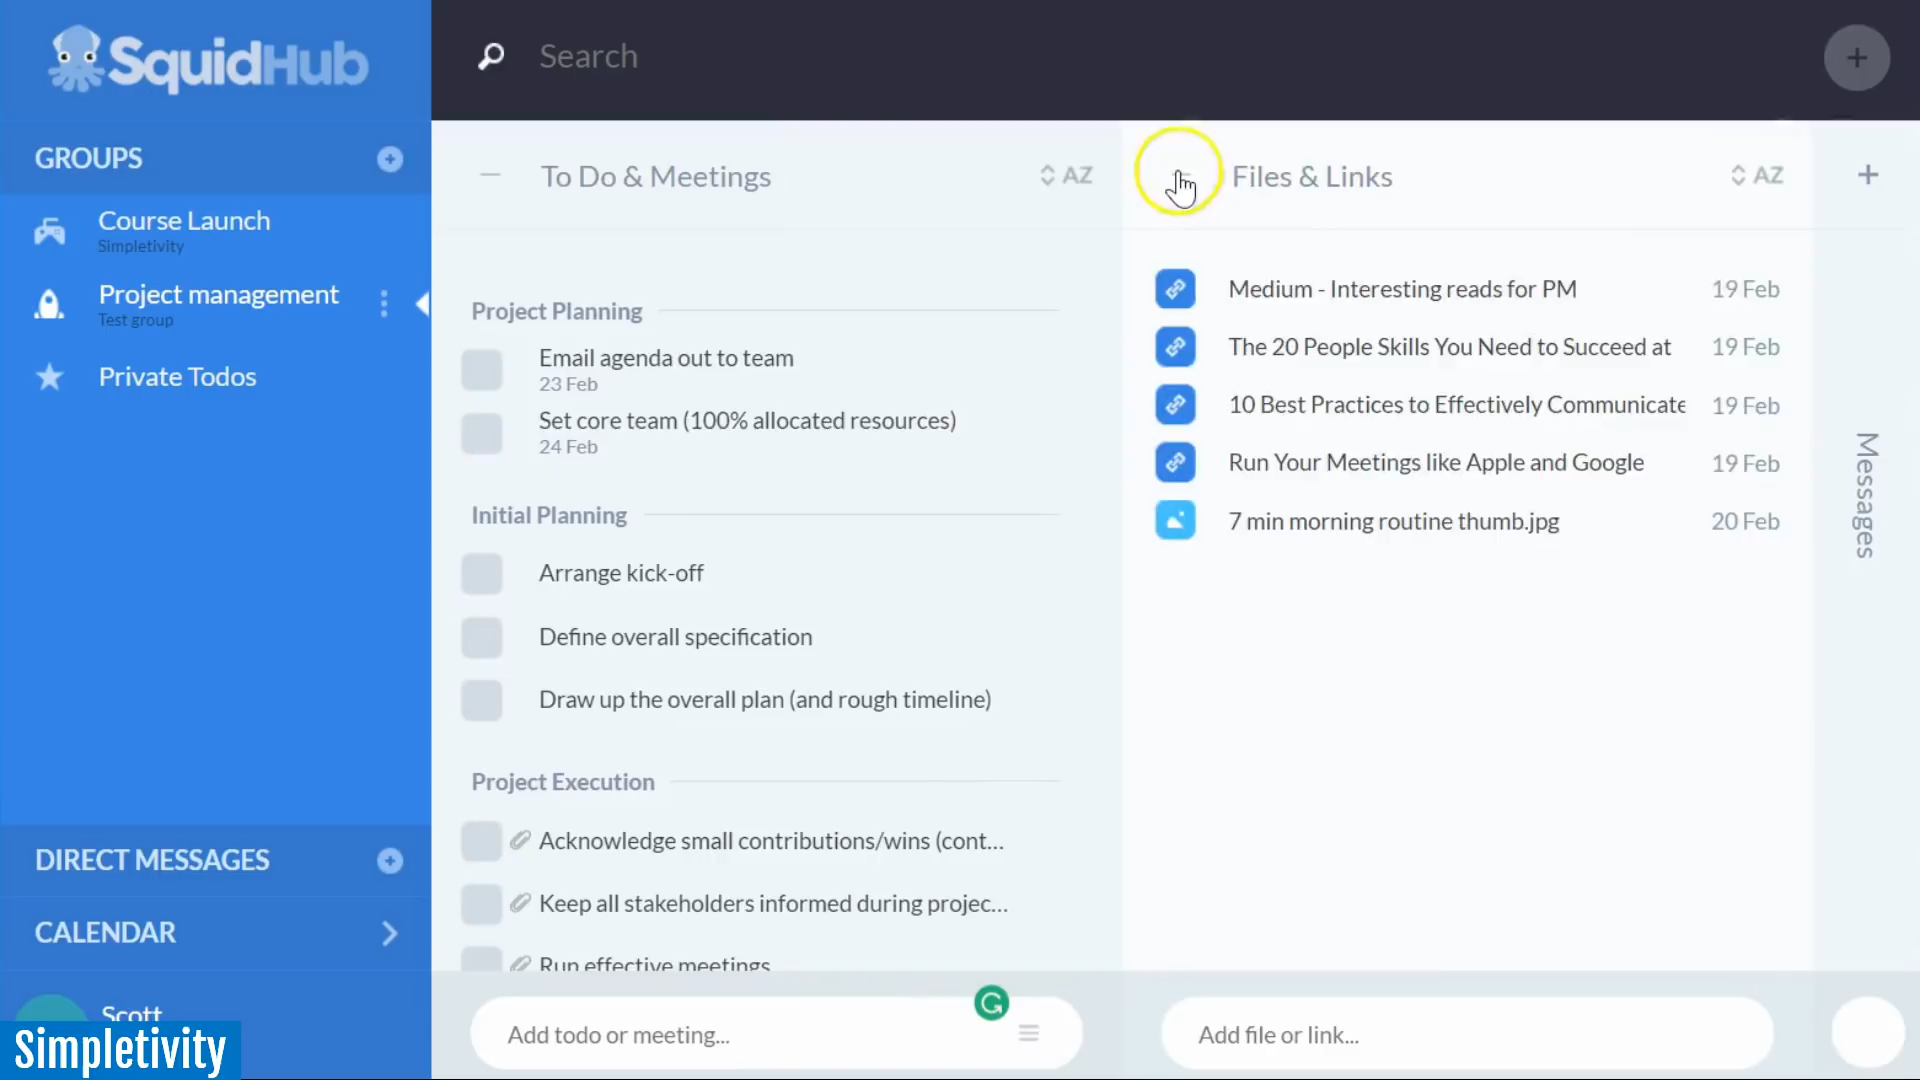 SquidHub
Search
GROUPS
Course Launch
Simpletivity
Project management
Test group
Private Todos
DIRECT MESSAGES
CALENDAR
Scott
Simpletivity
To Do & Meetings
AZ
Project Planning
Email agenda out to team
23 Feb
Set core team (100% allocated resources)
24 Feb
Initial Planning
Arrange kick-off
Define overall specification
Draw up the overall plan (and rough timeline)
Project Execution
Acknowledge small contributions/wins (cont...
Keep all stakeholders informed during projec...
Run effective meetings
Add todo or meeting...
Files & Links
AZ
Medium - Interesting reads for PM 19 Feb
The 20 People Skills You Need to Succeed at 19 Feb
10 Best Practices to Effectively Communicate 19 Feb
Run Your Meetings like Apple and Google 19 Feb
7 min morning routine thumb.jpg 20 Feb
Add file or link...
Messages